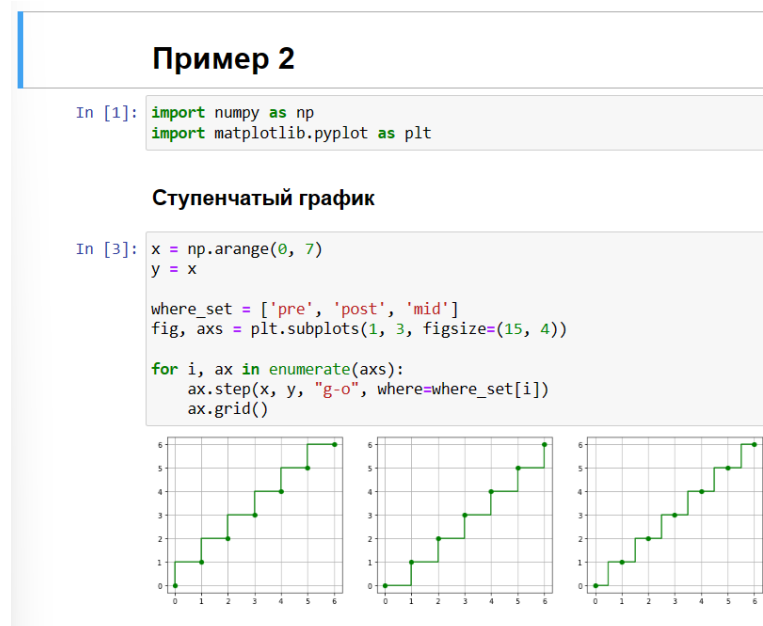 Пример 2
In [1]: import numpy as np
import matplotlib.pyplot as plt
Ступенчатый график
In [3]: x = np.arange(0, 7)
y = x
where_set = ['pre', 'post', 'mid']
fig, axs = plt.subplots(1, 3, figsize=(15, 4))
for i, ax in enumerate(axs):
    ax.step(x, y, "g-o", where=where_set[i])
    ax.grid()
6 6 6
5 5 5
4 4 4
3 3 3
2 2 2
1 1 1
0 0 0
0 1 2 3 4 5 6 0 1 2 3 4 5 6 0 1 2 3 4 5 6